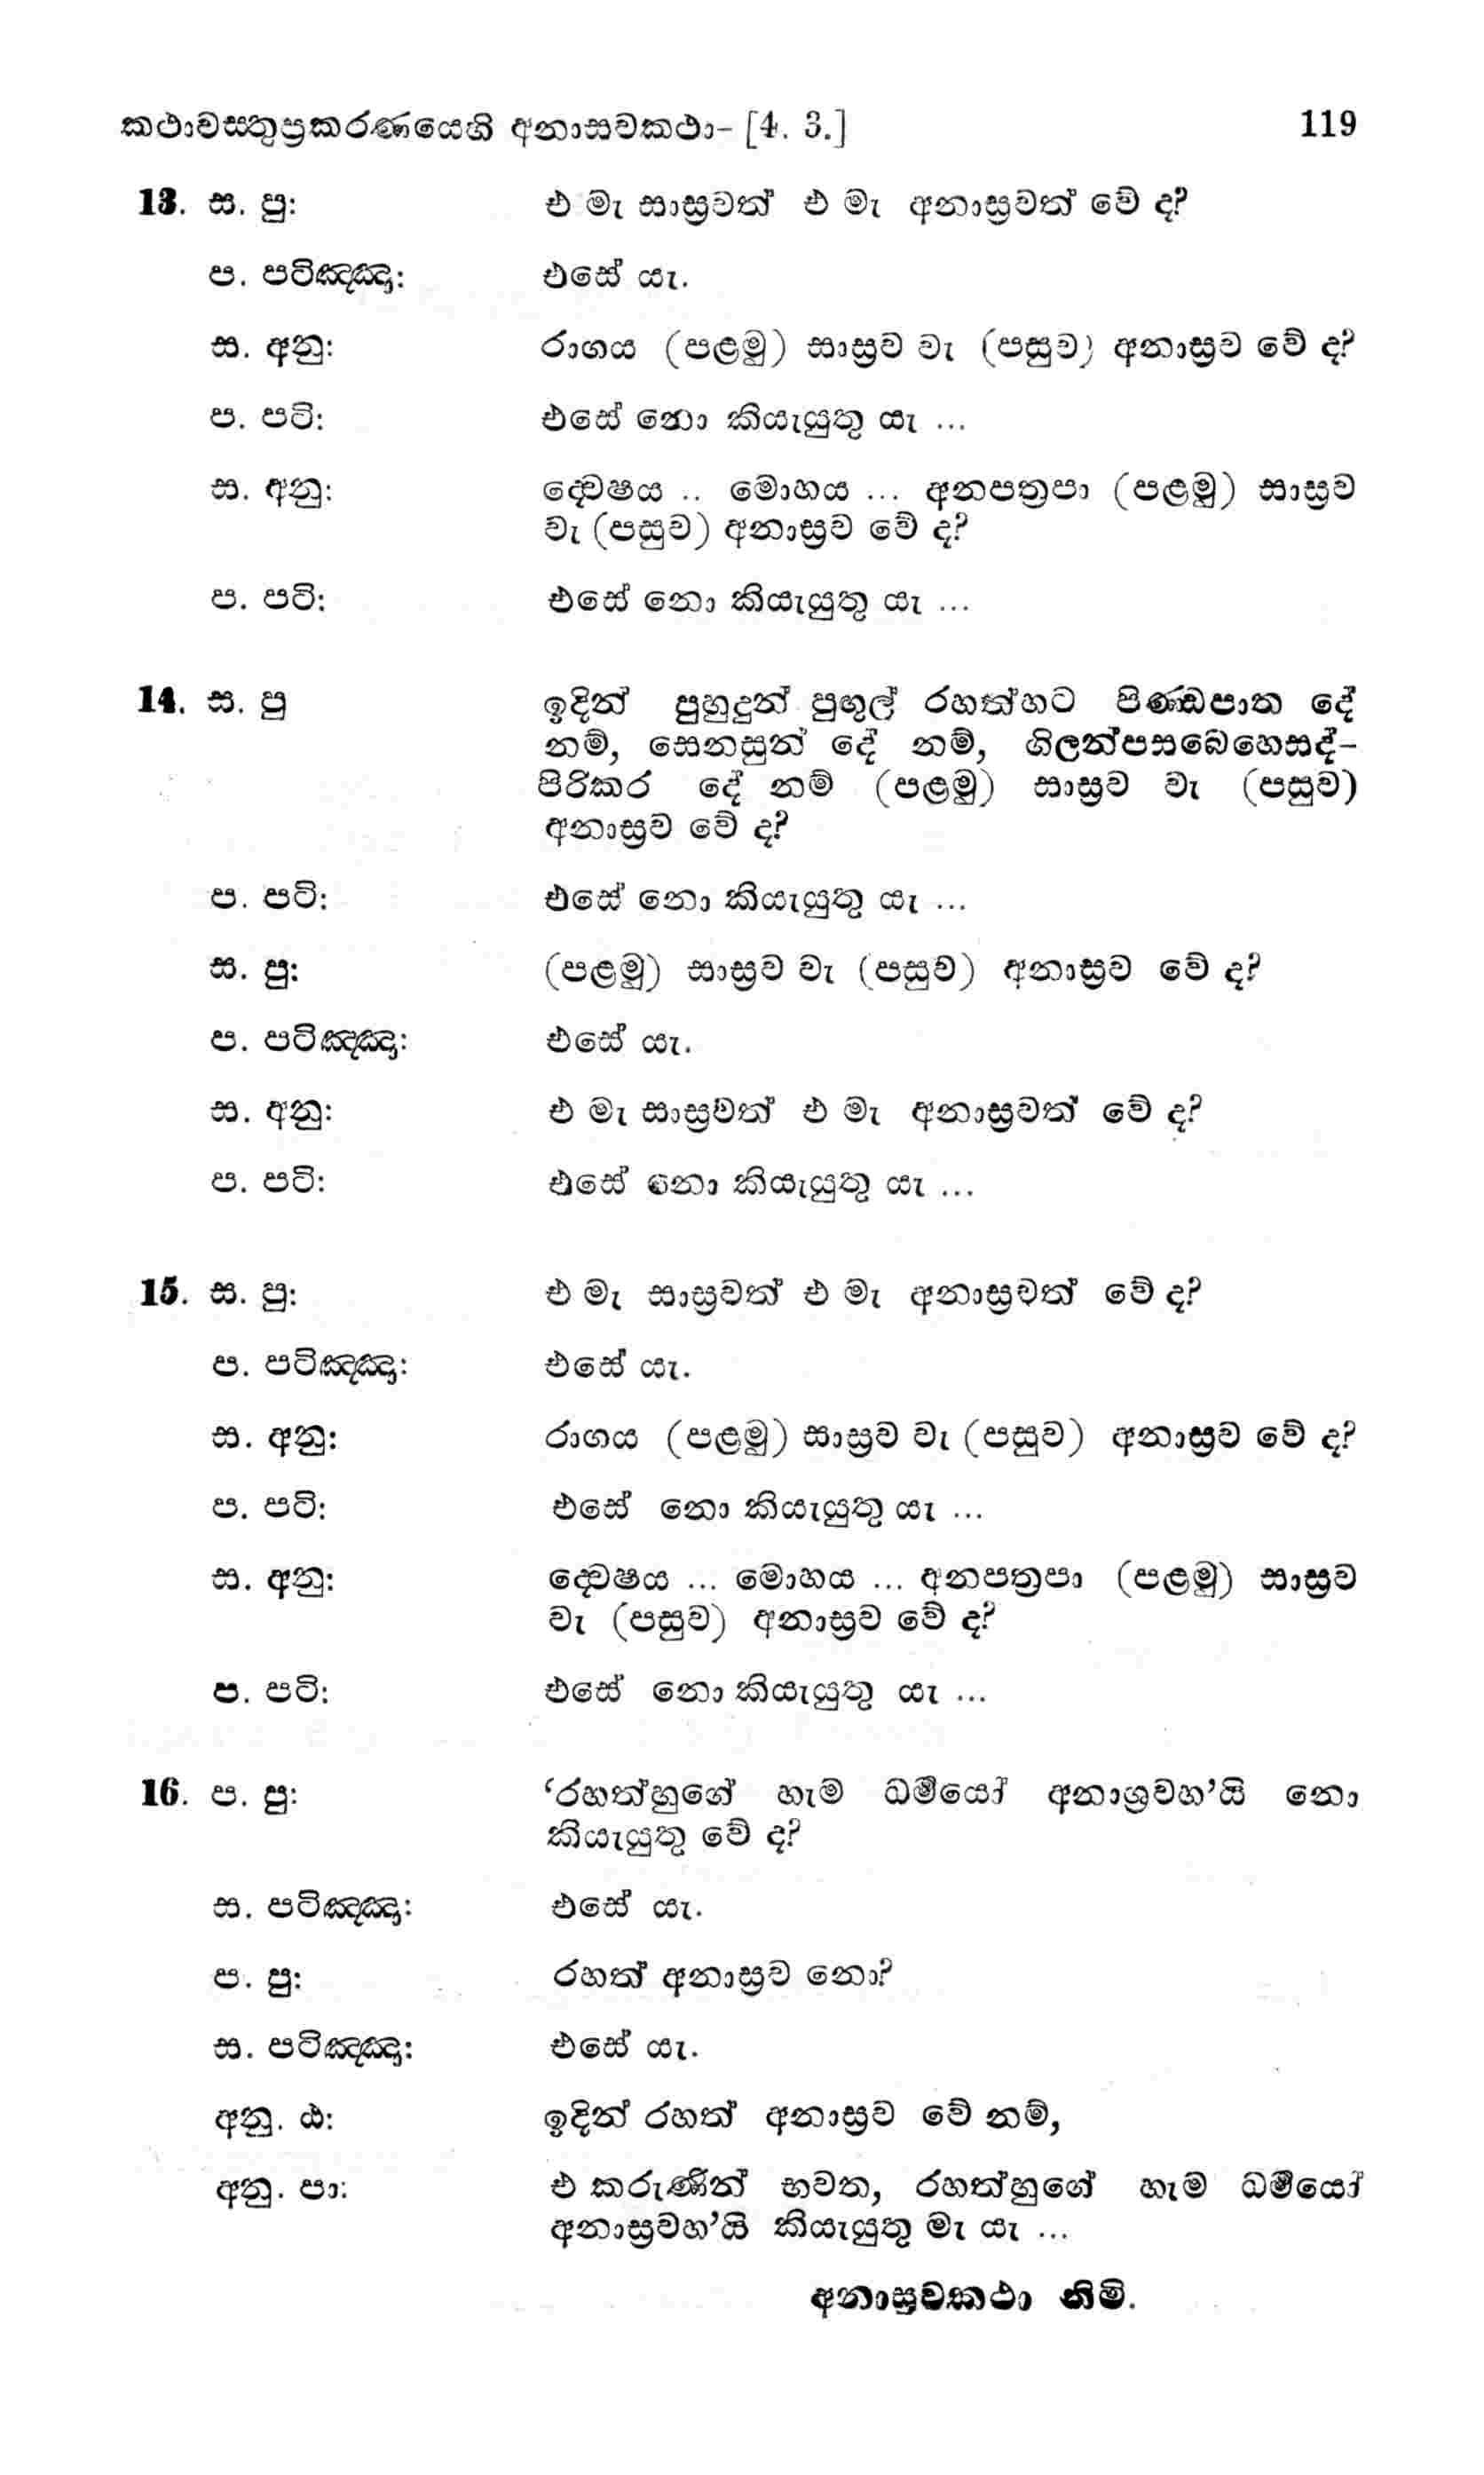 කථාවස්තුප්‍රකරණයෙහි අනාසවකථා- [4. 3.] 119
13. ස. පු: එ මැ සාස්‍රවත් එ මැ අනාස්‍රවත් වේ ද?
ප. පටිඤ්ඤ: එසේ යැ.
ස. අනු: රාගය (පළමු) සාස්‍රව වැ (පසුව) අනාස්‍රව වේ ද?
ප. පටි: එසේ නො කියැයුතු යැ ...
ස. අනු: ද්වෙෂය .. මොහය ... අනපත්‍රපා (පළමු) සාස්‍රව
වැ (පසුව) අනාස්‍රව වේ ද?
ප. පටි: එසේ නො කියැයුතු යැ ...
14. ස. පු ඉදින් පුහුදුන් පුඟුල් රහත්හට පිණ්ඩපාත දේ
නම්, සෙනසුන් දේ නම්, ගිලන්පසබෙහෙසද්-
පිරිකර දේ නම් (පළමු) සාස්‍රව වැ (පසුව)
අනාස්‍රව වේ ද?
ප. පටි: එසේ නො කියැයුතු යැ ...
ස. පු: (පළමු) සාස්‍රව වැ (පසුව) අනාස්‍රව වේ ද?
ප. පටිඤ්ඤ: එසේ යැ.
ස. අනු: එ මැ සාස්‍රවත් එ මැ අනාස්‍රවත් වේ ද?
ප. පටි: එසේ නො කියැයුතු යැ ...
15. ස. පු: එ මැ සාස්‍රවත් එ මැ අනාස්‍රවත් වේ ද?
ප. පටිඤ්ඤ: එසේ යැ.
ස. අනු: රාගය (පළමු) සාස්‍රව වැ (පසුව) අනාස්‍රව වේ ද?
ප. පටි: එසේ නො කියැයුතු යැ ...
ස. අනු: ද්වෙෂය ... මොහය ... අනපත්‍රපා (පළමු) සාස්‍රව
වැ (පසුව) අනාස්‍රව වේ ද?
ප. පටි: එසේ නො කියැයුතු යැ ...
16. ප. පු: ‘රහත්හුගේ හැම ධර්‍මයෝ අනාශ්‍රවහ’යි නො
කියැයුතු වේ ද?
ස. පටිඤ්ඤ: එසේ යැ.
ප. පු: රහත් අනාස්‍රව නො?
ස. පටිඤ්ඤ: එසේ යැ.
අනු. ඨ: ඉදින් රහත් අනාස්‍රව වේ නම්,
අනු. පා: එ කරුණින් භවත, රහත්හුගේ හැම ධර්‍මයෝ
අනාස්‍රවහ’යි කියැයුතු මැ යැ ...
අනාස්‍රවකථා නිමි.